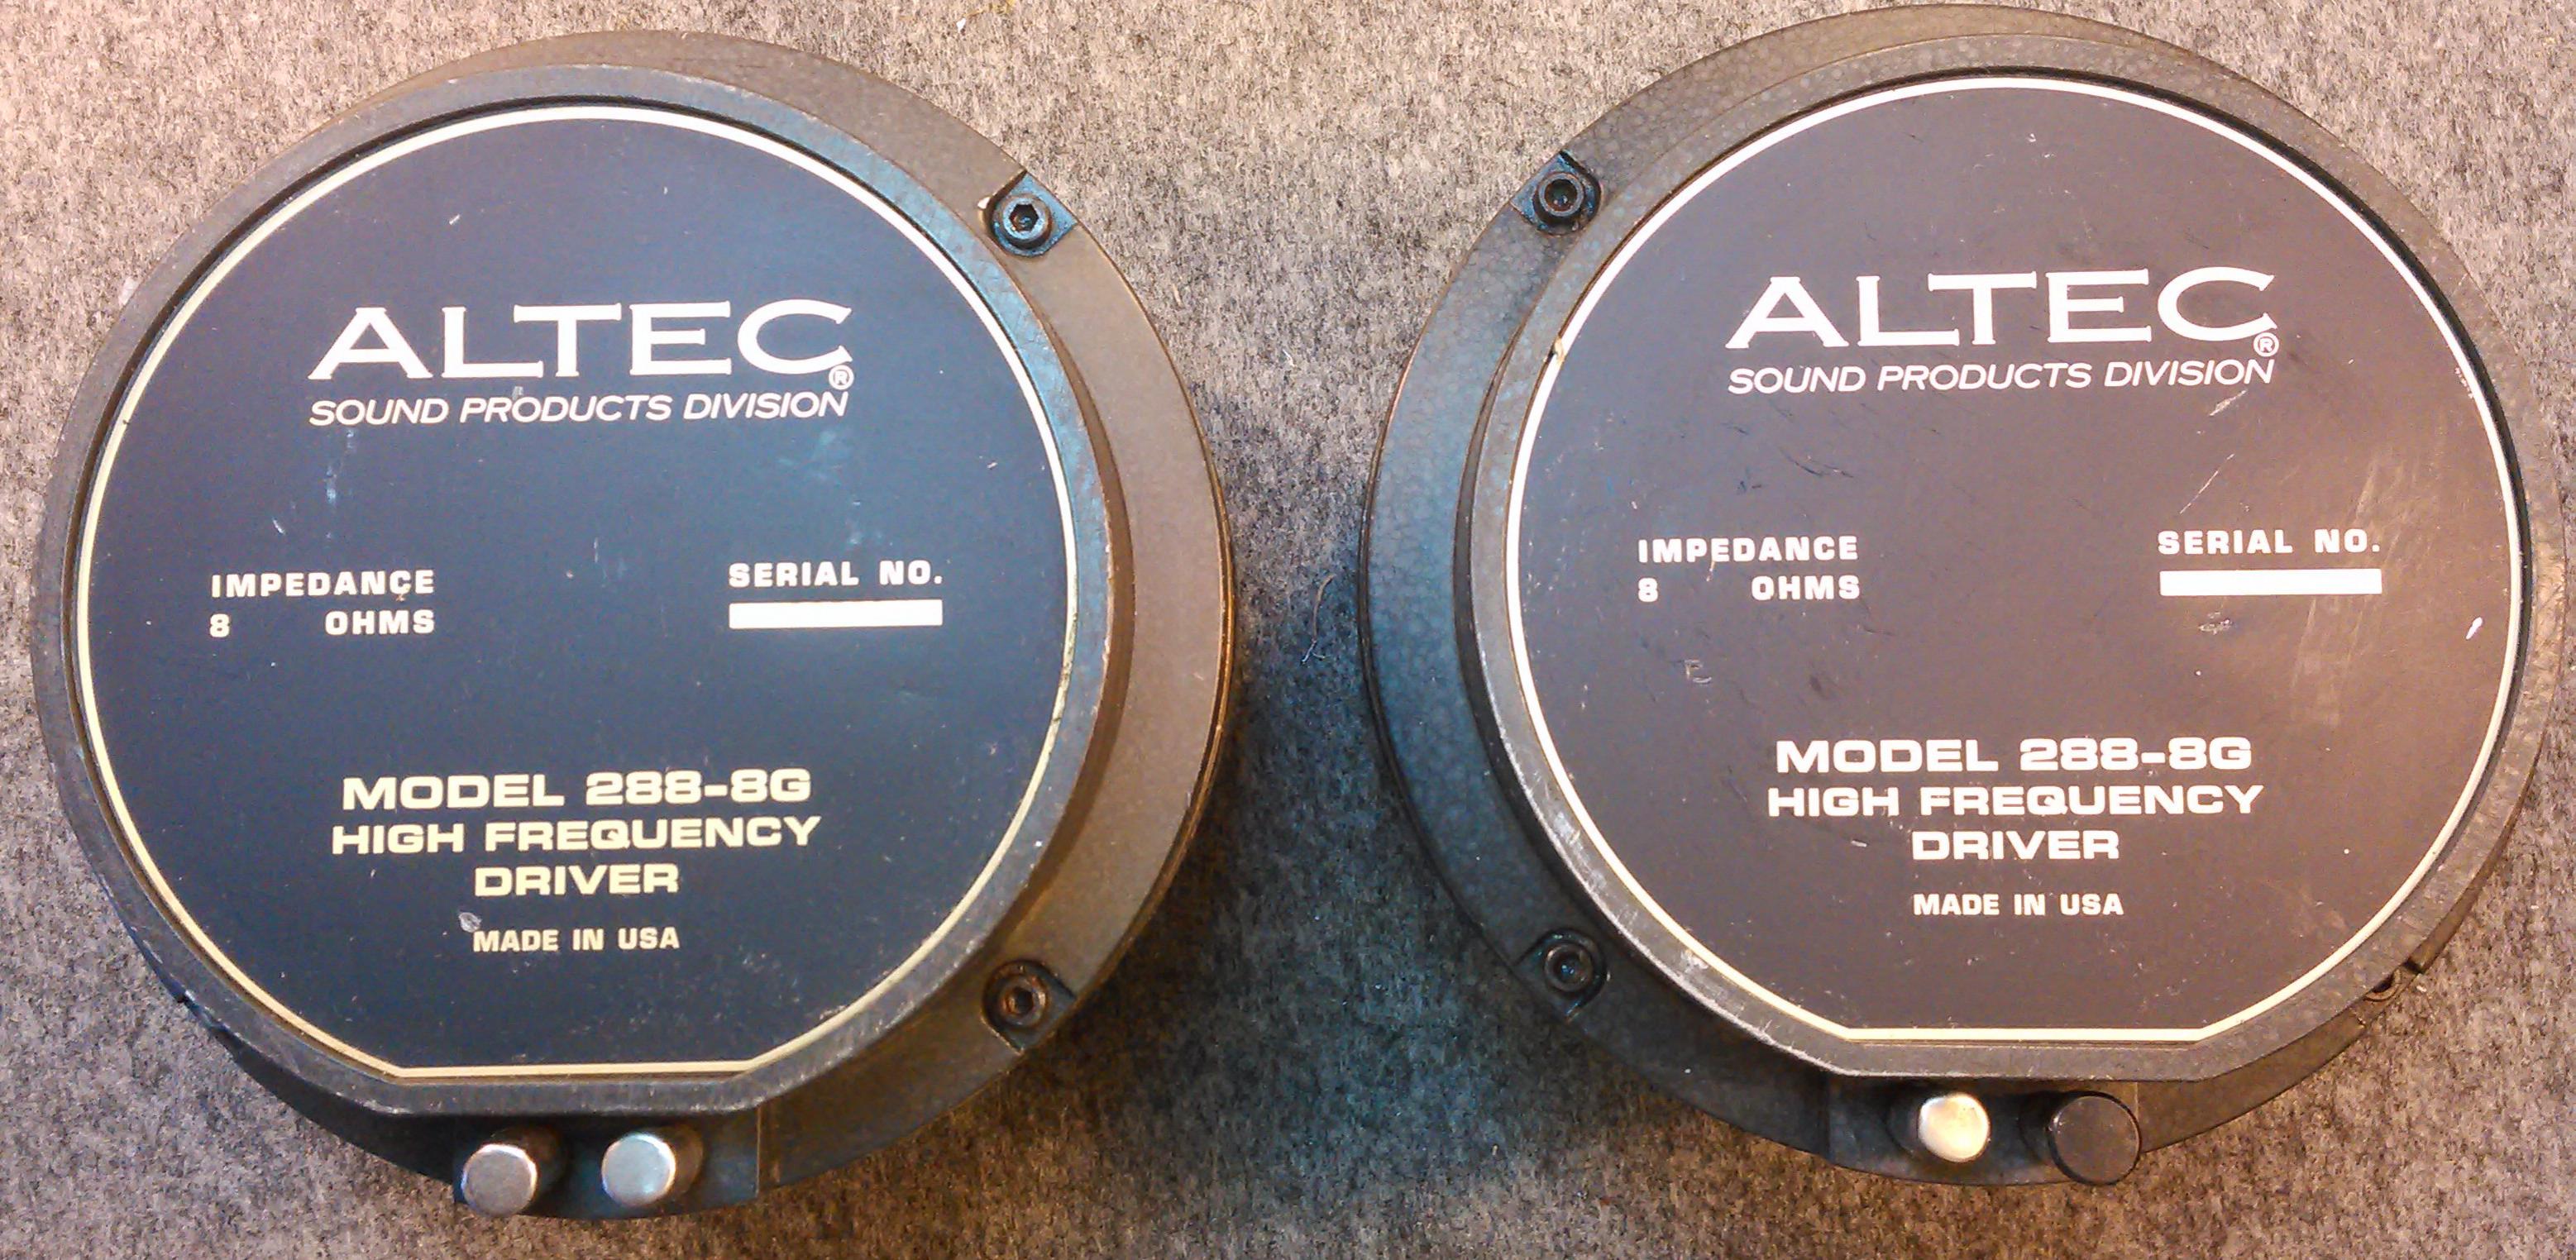 ALTEC®
SOUND PRODUCTS DIVISION
IMPEDANCE
8 OHMS
SERIAL NO.
MODEL 288-8G
HIGH FREQUENCY
DRIVER
MADE IN USA
ALTEC®
SOUND PRODUCTS DIVISION
IMPEDANCE
8 OHMS
SERIAL NO.
MODEL 288-8G
HIGH FREQUENCY
DRIVER
MADE IN USA